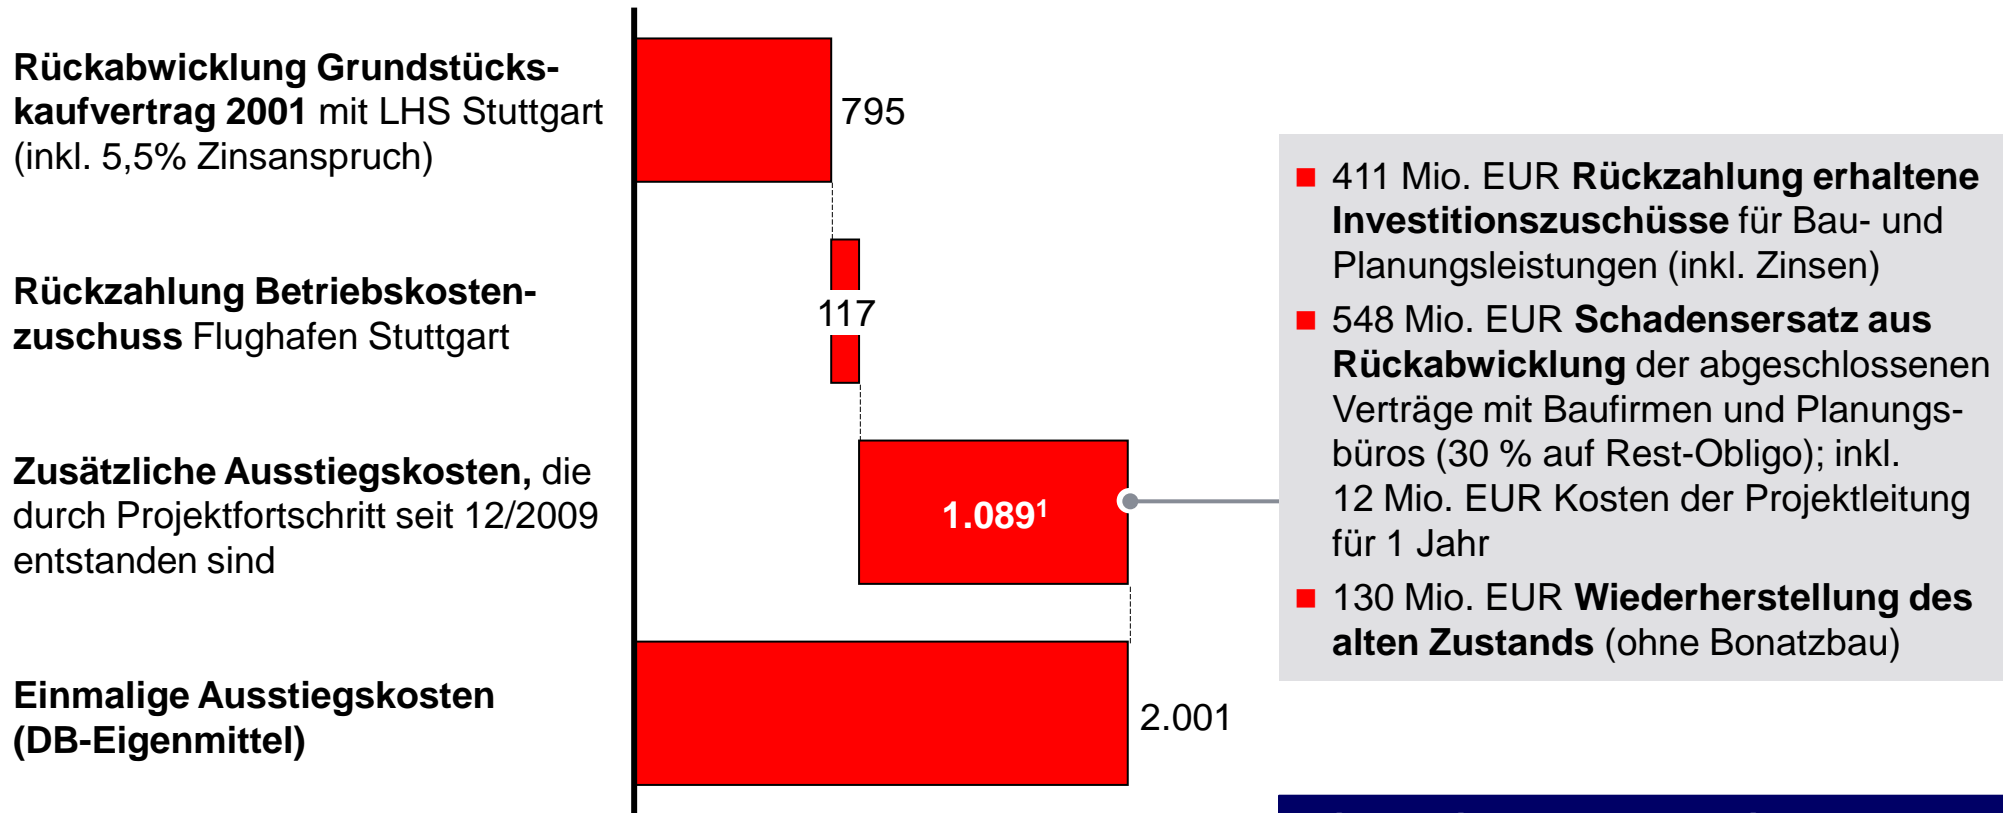 Rückabwicklung Grundstücks-
kaufvertrag 2001 mit LHS Stuttgart
(inkl. 5,5% Zinsanspruch)
795
Rückzahlung Betriebskosten-
zuschuss Flughafen Stuttgart
117
Zusätzliche Ausstiegskosten, die
durch Projektfortschritt seit 12/2009
entstanden sind
1.089¹
Einmalige Ausstiegskosten
(DB-Eigenmittel)
2.001
411 Mio. EUR Rückzahlung erhaltene
Investitionszuschüsse für Bau- und
Planungsleistungen (inkl. Zinsen)
548 Mio. EUR Schadensersatz aus
Rückabwicklung der abgeschlossenen
Verträge mit Baufirmen und Planungs-
büros (30 % auf Rest-Obligo); inkl.
12 Mio. EUR Kosten der Projektleitung
für 1 Jahr
130 Mio. EUR Wiederherstellung des
alten Zustands (ohne Bonatzbau)